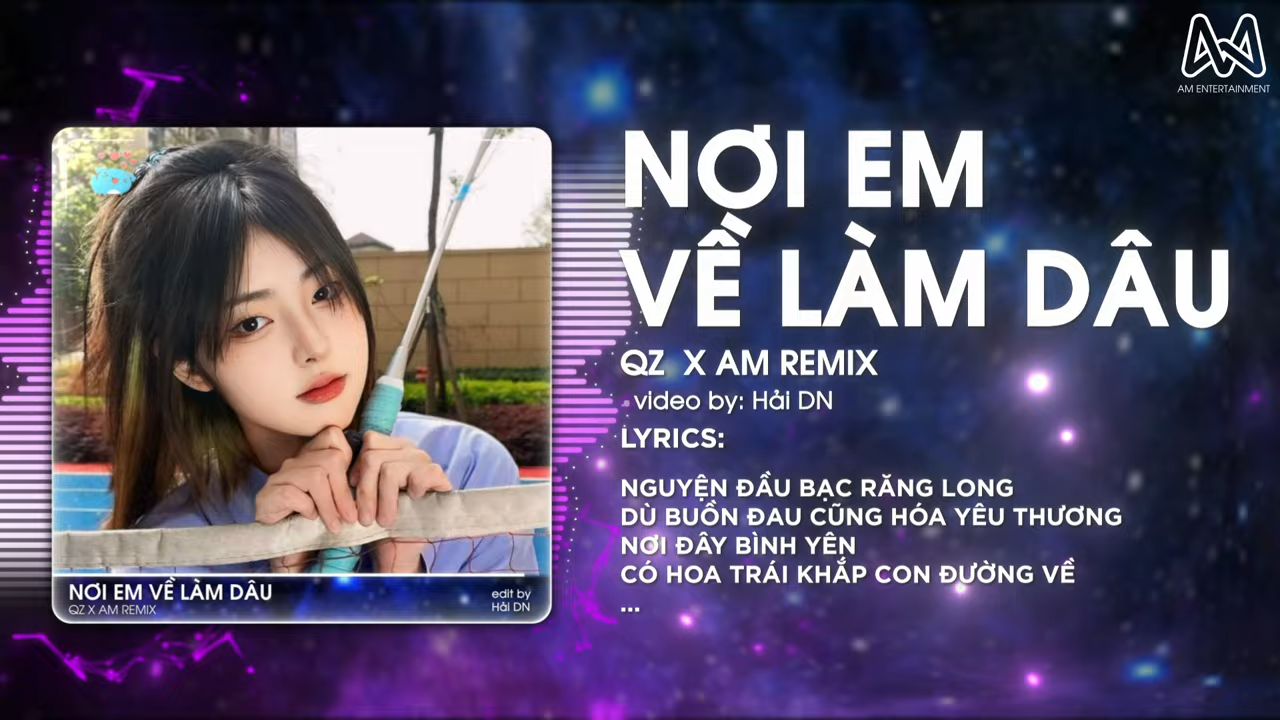 AM ENTERTAINMENT
NƠI EM
VỀ LÀM DÂU
QZ X AM REMIX
video by: Hải DN
LYRICS:
NGUYỆN ĐẦU BẠC RĂNG LONG
DÙ BUỒN ĐAU CŨNG HÓA YÊU THƯƠNG
NƠI ĐÂY BÌNH YÊN
CÓ HOA TRÁI KHẮP CON ĐƯỜNG VỀ
...
NƠI EM VỀ LÀM DÂU
QZ X AM REMIX
edit by
Hải DN